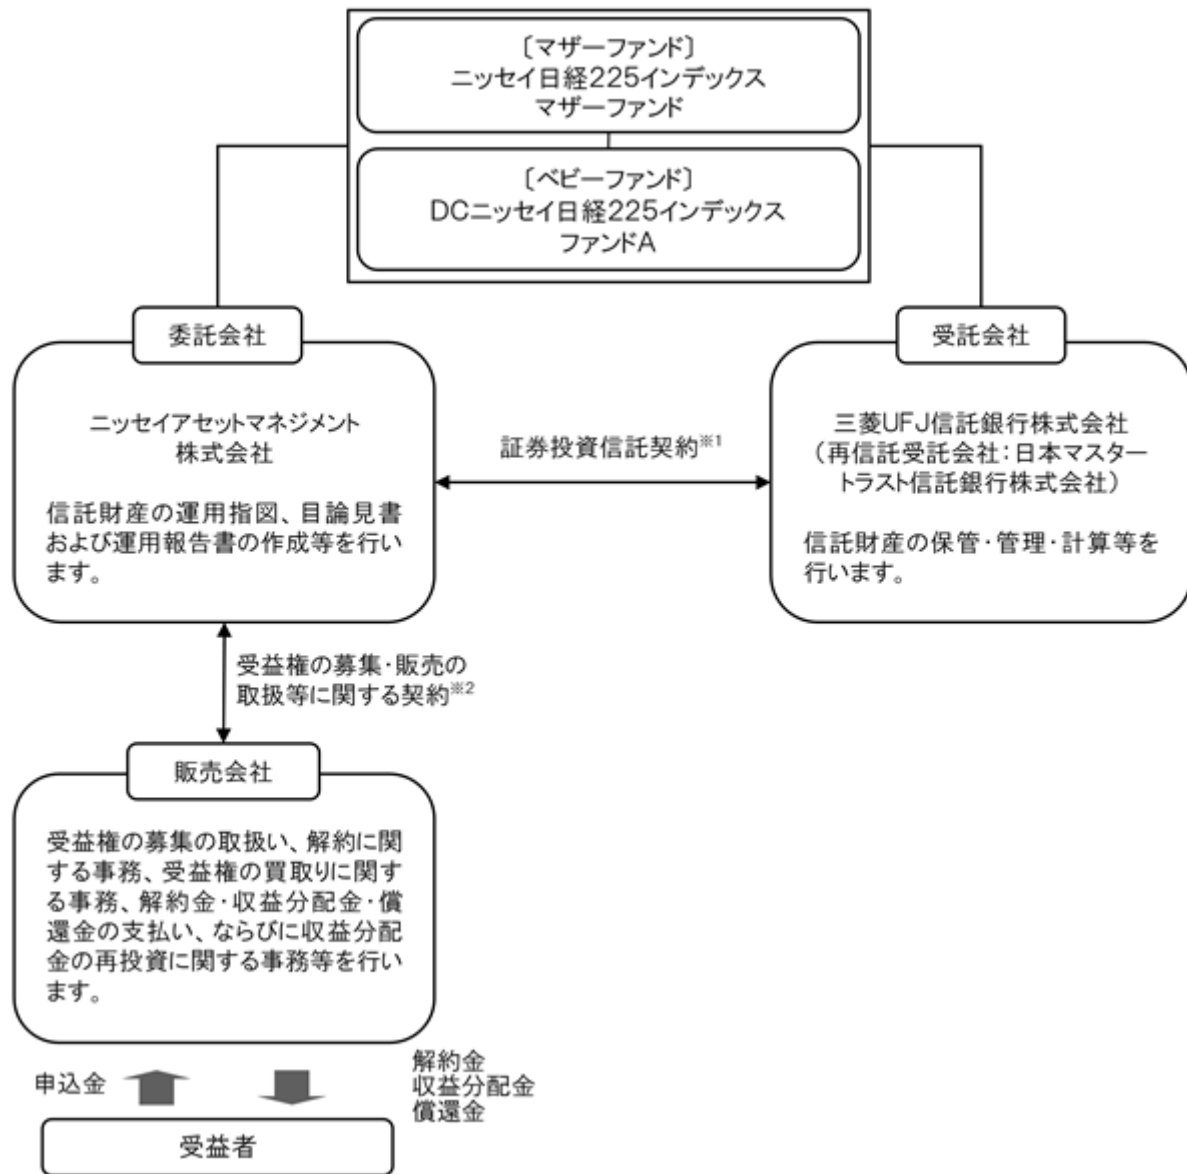 〔マザーファンド〕
ニッセイ日経225インデックス
マザーファンド
〔ベビーファンド〕
DCニッセイ日経225インデックス
ファンドA
委託会社
ニッセイアセットマネジメント
株式会社
信託財産の運用指図、目論見書
および運用報告書の作成等を行い
ます。
証券投資信託契約※1
受託会社
三菱UFJ信託銀行株式会社
(再信託受託会社:日本マスター
トラスト信託銀行株式会社)
信託財産の保管・管理・計算等を
行います。
受益権の募集・販売の
取扱等に関する契約※2
販売会社
受益権の募集の取扱い、解約に関
する事務、受益権の買取りに関す
る事務、解約金・収益分配金・償
還金の支払い、ならびに収益分配
金の再投資に関する事務等を行い
ます。
申込金
解約金
収益分配金
償還金
受益者